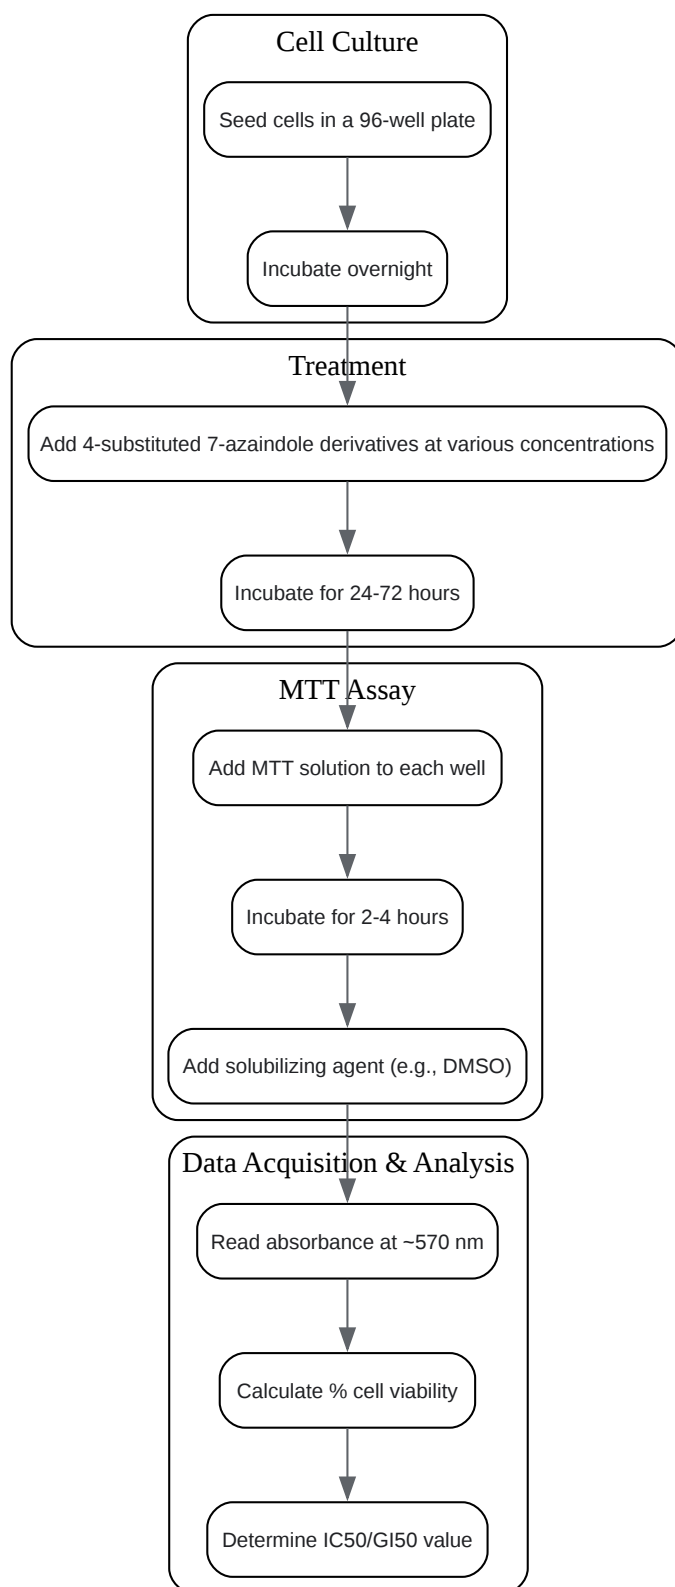 Cell Culture
Seed cells in a 96-well plate
Incubate overnight
Treatment
Add 4-substituted 7-azaindole derivatives at various concentrations
Incubate for 24-72 hours
MTT Assay
Add MTT solution to each well
Incubate for 2-4 hours
Add solubilizing agent (e.g., DMSO)
Data Acquisition & Analysis
Read absorbance at ~570 nm
Calculate % cell viability
Determine IC50/GI50 value